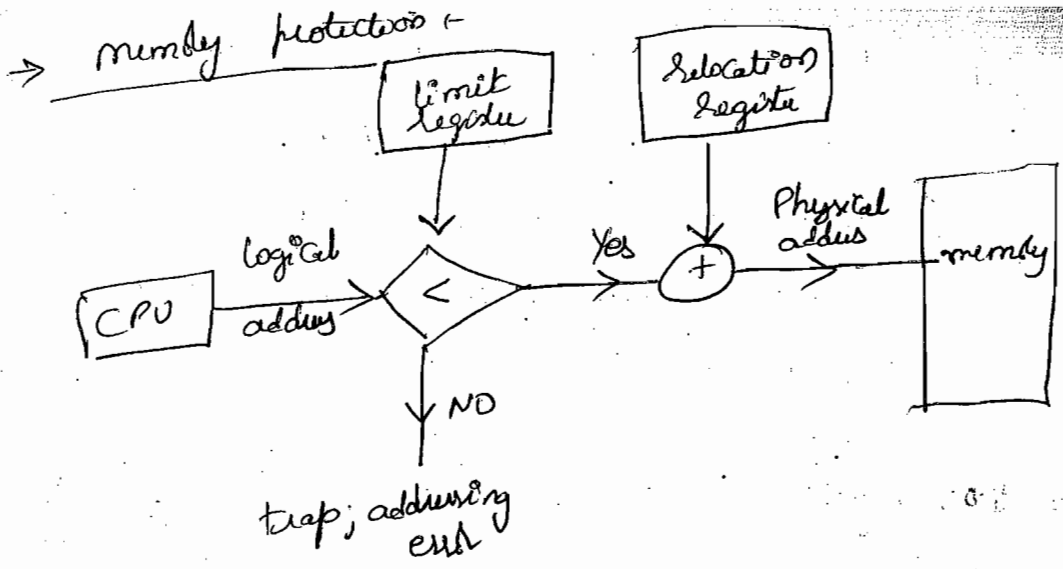 → memory protection :-
limit
register
Relocation
Register
CPU
logical
address
<
Yes
+
Physical
address
memory
NO
trap; addressing
error